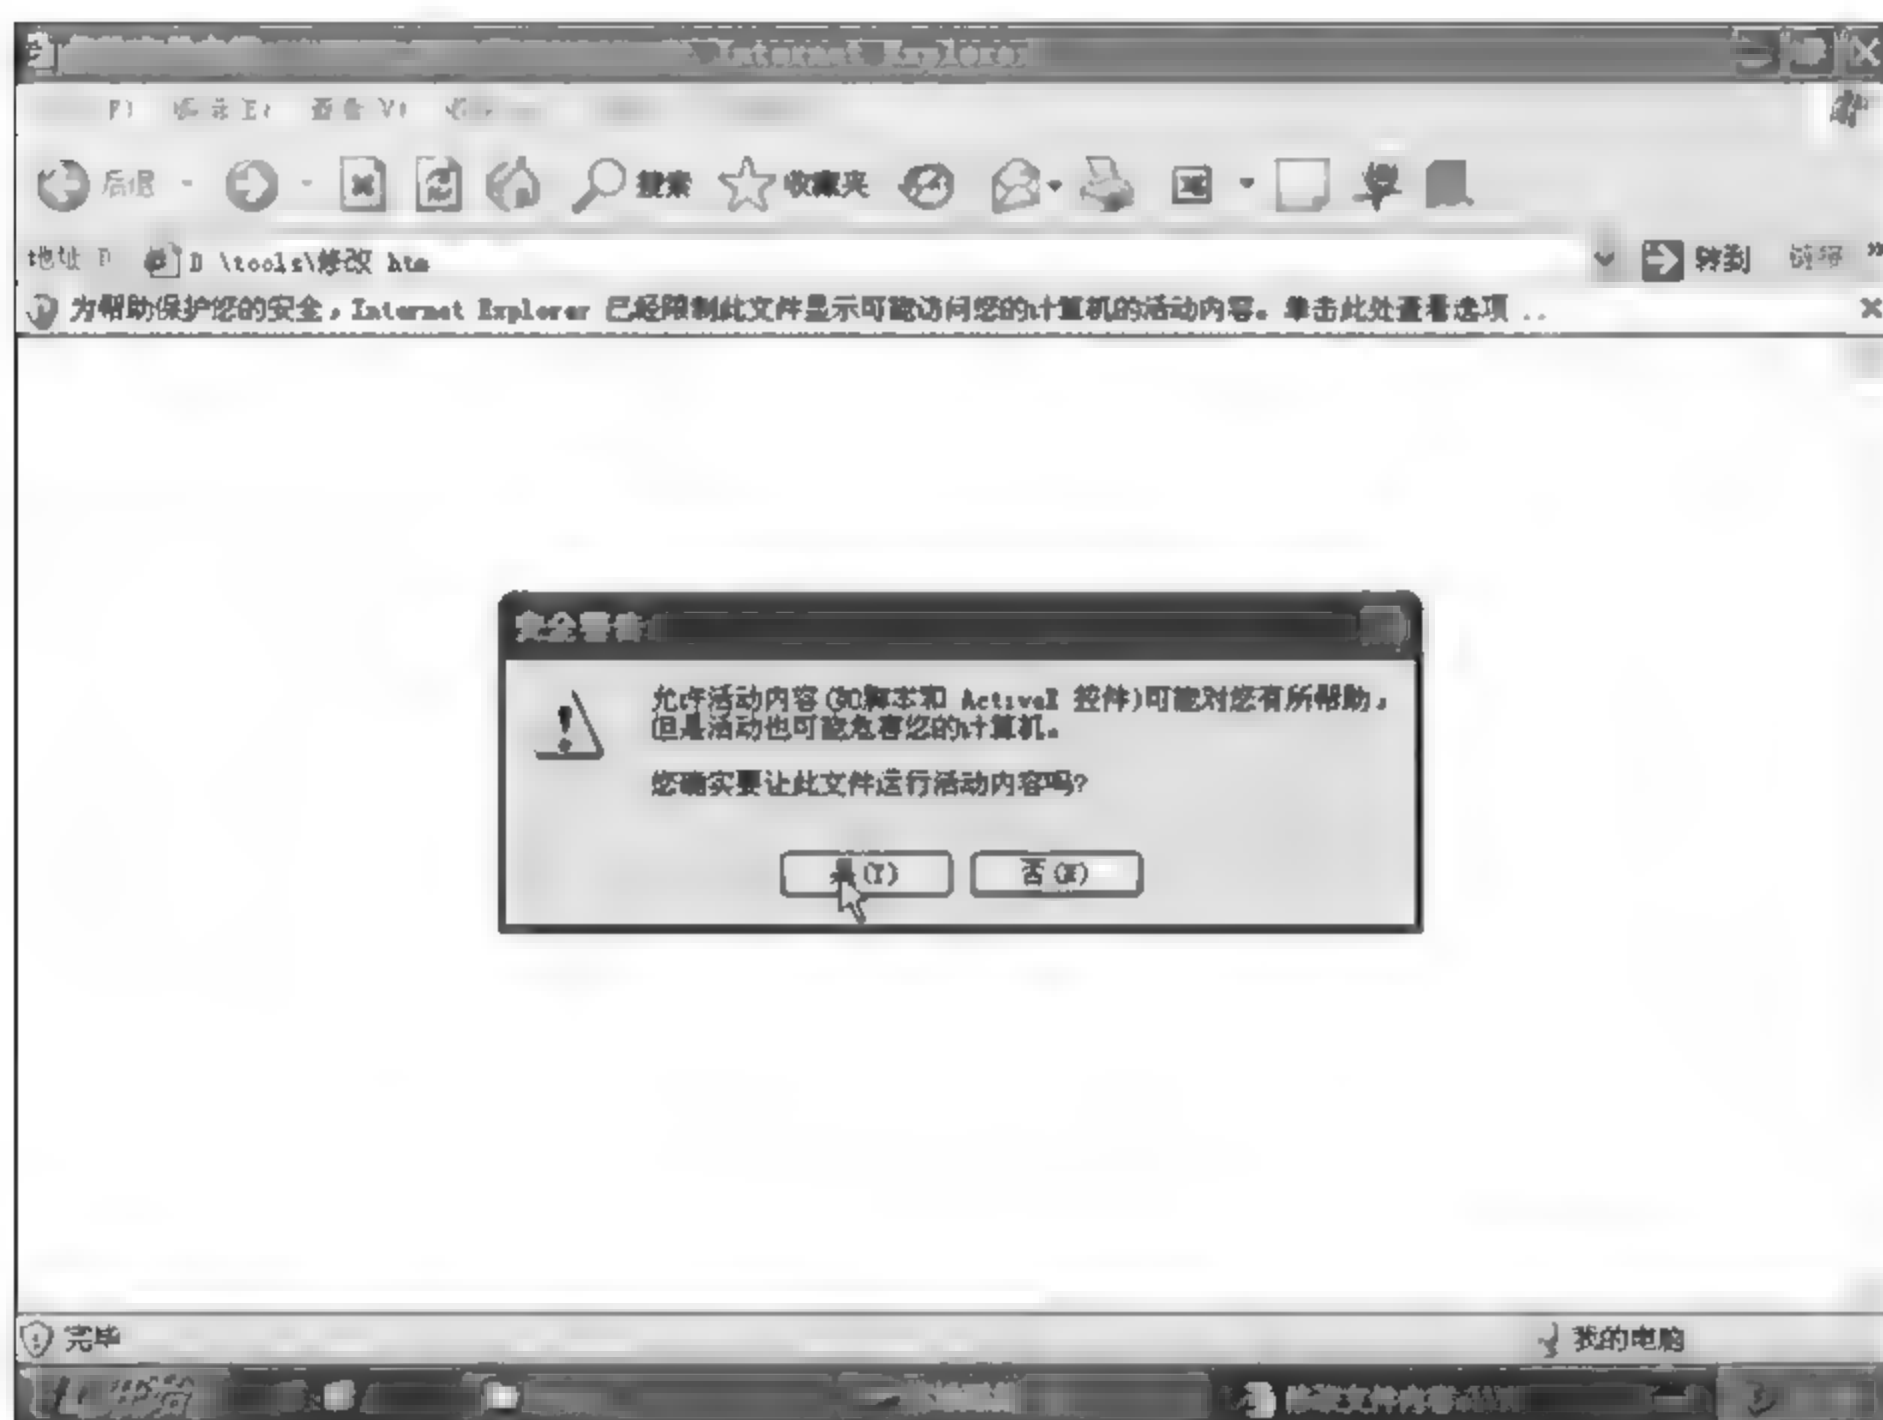 Internet Explorer
后退 搜索 收藏夹
地址 D:\tools\修改.htm 转到 链接 »
为帮助保护您的安全，Internet Explorer 已经限制此文件显示可能访问您的计算机的活动内容。单击此处查看选项...
安全警告
允许活动内容(如脚本和 ActiveX 控件)可能对您有所帮助，
但是活动也可能危害您的计算机。
您确实要让此文件运行活动内容吗?
是(Y) 否(N)
完毕 我的电脑